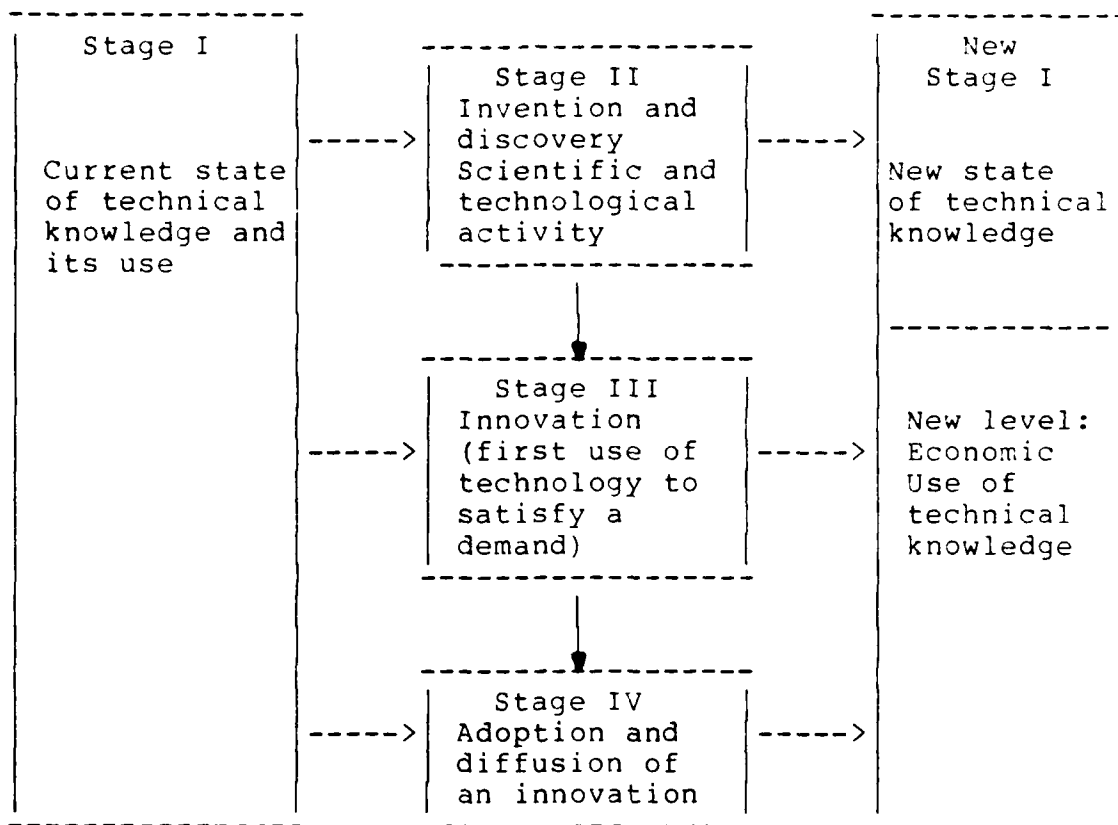 Stage I
Current state
of technical
knowledge and
its use
Stage II
Invention and
discovery
Scientific and
technological
activity
Stage III
Innovation
(first use of
technology to
satisfy a
demand)
Stage IV
Adoption and
diffusion of
an innovation
New
Stage I
New state
of technical
knowledge
New level:
Economic
Use of
technical
knowledge